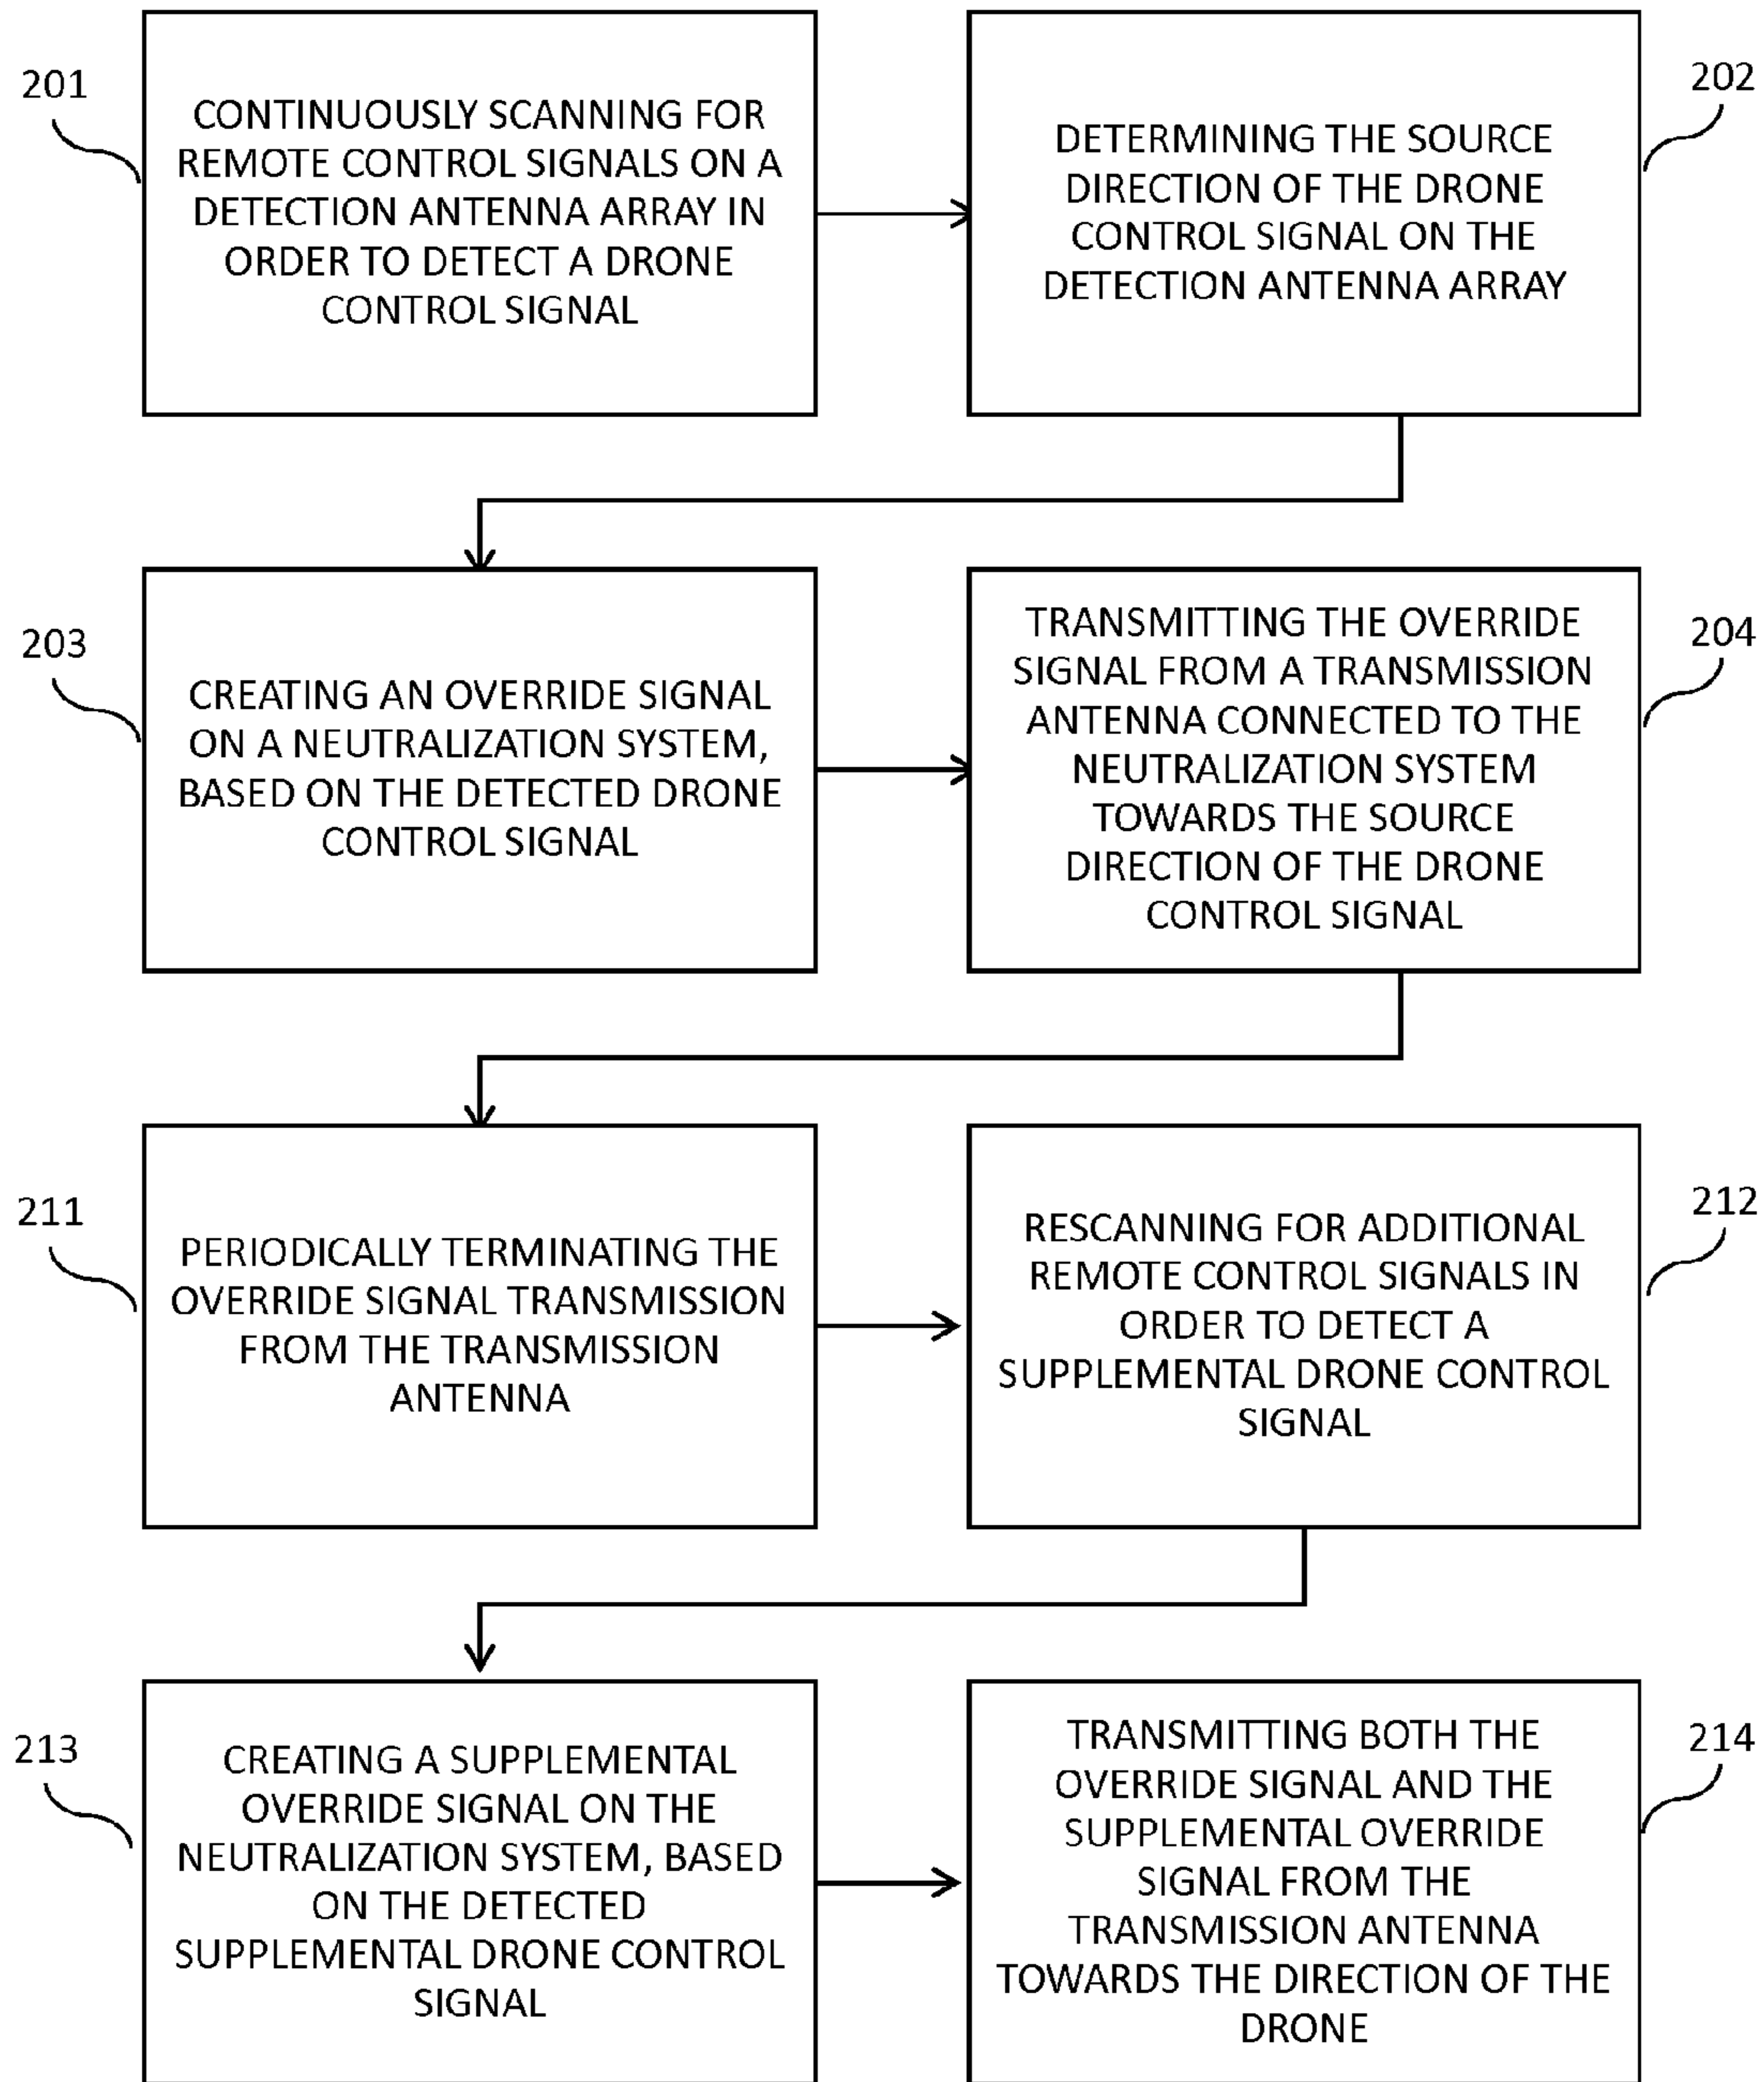 201
CONTINUOUSLY SCANNING FOR
REMOTE CONTROL SIGNALS ON A
DETECTION ANTENNA ARRAY IN
ORDER TO DETECT A DRONE
CONTROL SIGNAL
202
DETERMINING THE SOURCE
DIRECTION OF THE DRONE
CONTROL SIGNAL ON THE
DETECTION ANTENNA ARRAY
203
CREATING AN OVERRIDE SIGNAL
ON A NEUTRALIZATION SYSTEM,
BASED ON THE DETECTED DRONE
CONTROL SIGNAL
204
TRANSMITTING THE OVERRIDE
SIGNAL FROM A TRANSMISSION
ANTENNA CONNECTED TO THE
NEUTRALIZATION SYSTEM
TOWARDS THE SOURCE
DIRECTION OF THE DRONE
CONTROL SIGNAL
211
PERIODICALLY TERMINATING THE
OVERRIDE SIGNAL TRANSMISSION
FROM THE TRANSMISSION
ANTENNA
212
RESCANNING FOR ADDITIONAL
REMOTE CONTROL SIGNALS IN
ORDER TO DETECT A
SUPPLEMENTAL DRONE CONTROL
SIGNAL
213
CREATING A SUPPLEMENTAL
OVERRIDE SIGNAL ON THE
NEUTRALIZATION SYSTEM, BASED
ON THE DETECTED
SUPPLEMENTAL DRONE CONTROL
SIGNAL
214
TRANSMITTING BOTH THE
OVERRIDE SIGNAL AND THE
SUPPLEMENTAL OVERRIDE
SIGNAL FROM THE
TRANSMISSION ANTENNA
TOWARDS THE DIRECTION OF THE
DRONE